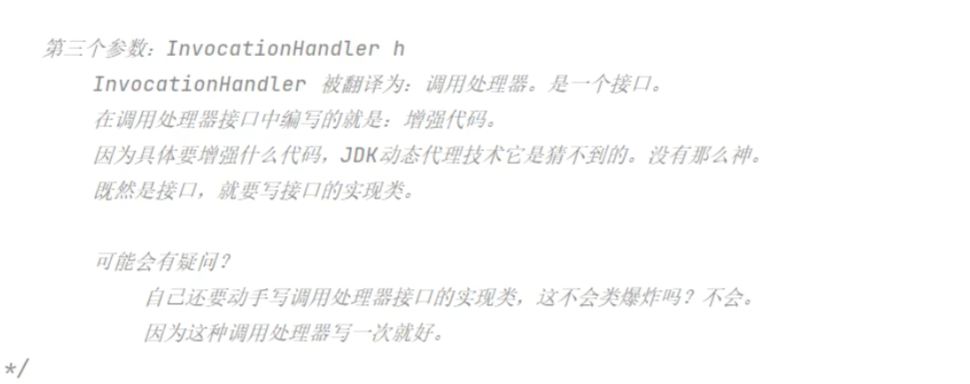 第三个参数：InvocationHandler h
InvocationHandler 被翻译为：调用处理器。是一个接口。
在调用处理器接口中编写的就是：增强代码。
因为具体要增强什么代码，JDK动态代理技术它是猜不到的。没有那么神。
既然是接口，就要写接口的实现类。
可能会有疑问？
自己还要动手写调用处理器接口的实现类，这不会类爆炸吗？不会。
因为这种调用处理器写一次就好。
*/